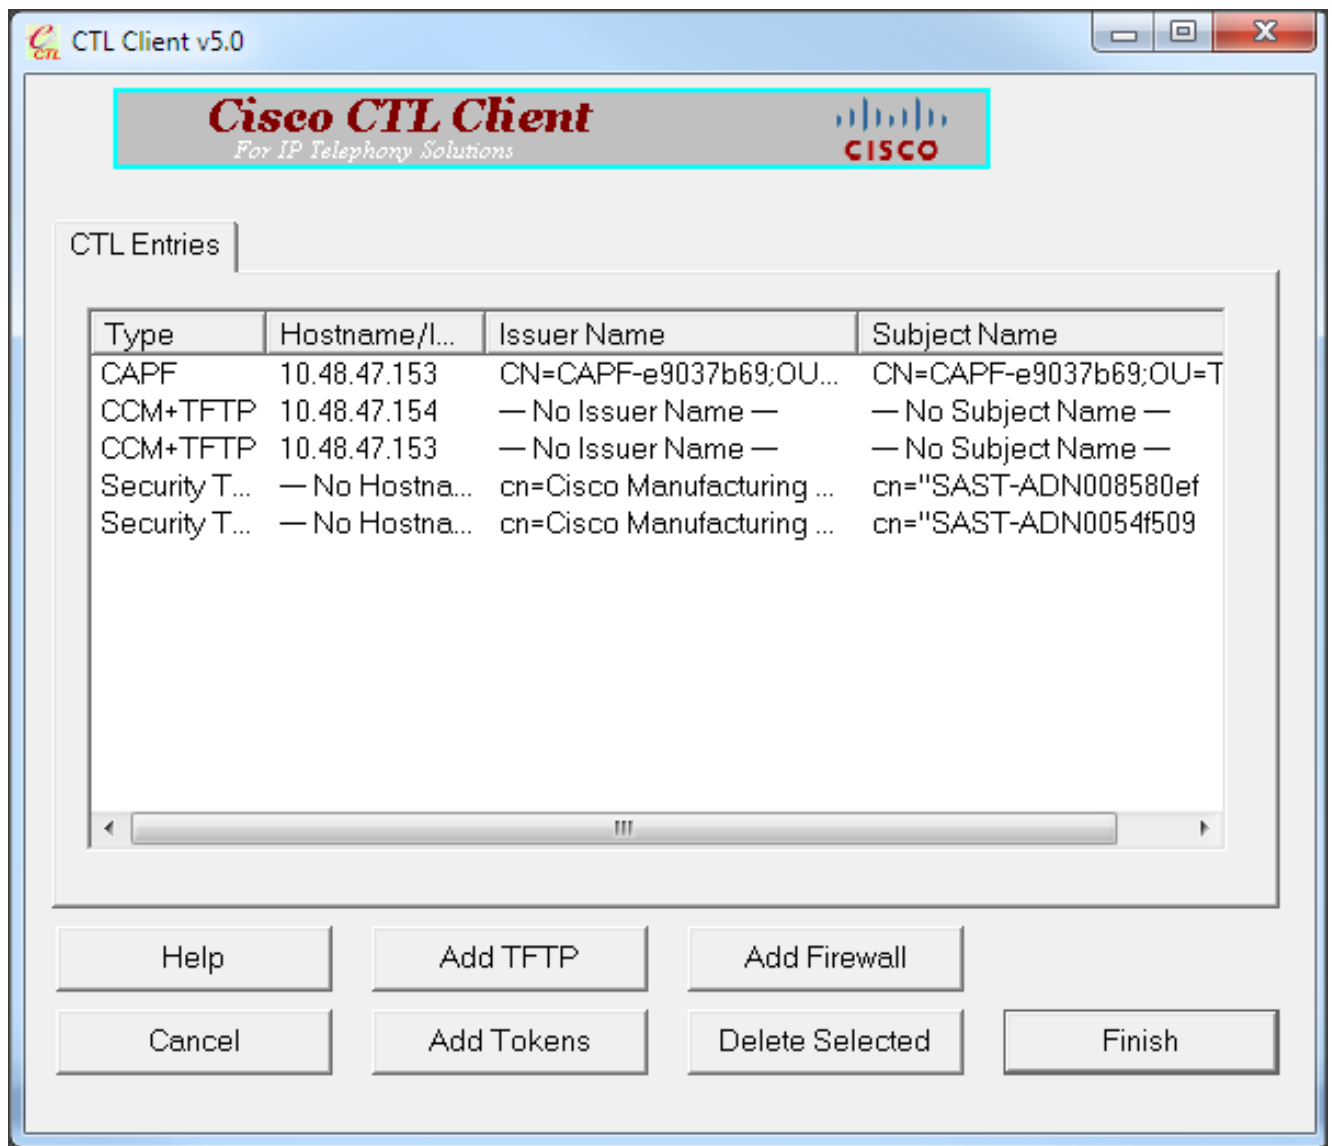 CTL Client v5.0
Cisco CTL Client
For IP Telephony Solutions
CISCO
CTL Entries
Type Hostname/I... Issuer Name Subject Name
CAPF 10.48.47.153 CN=CAPF-e9037b69;OU... CN=CAPF-e9037b69;OU=T
CCM+TFTP 10.48.47.154 — No Issuer Name — — No Subject Name —
CCM+TFTP 10.48.47.153 — No Issuer Name — — No Subject Name —
Security T... — No Hostna... cn=Cisco Manufacturing ... cn="SAST-ADN008580ef
Security T... — No Hostna... cn=Cisco Manufacturing ... cn="SAST-ADN0054f509
Help Add TFTP Add Firewall
Cancel Add Tokens Delete Selected Finish